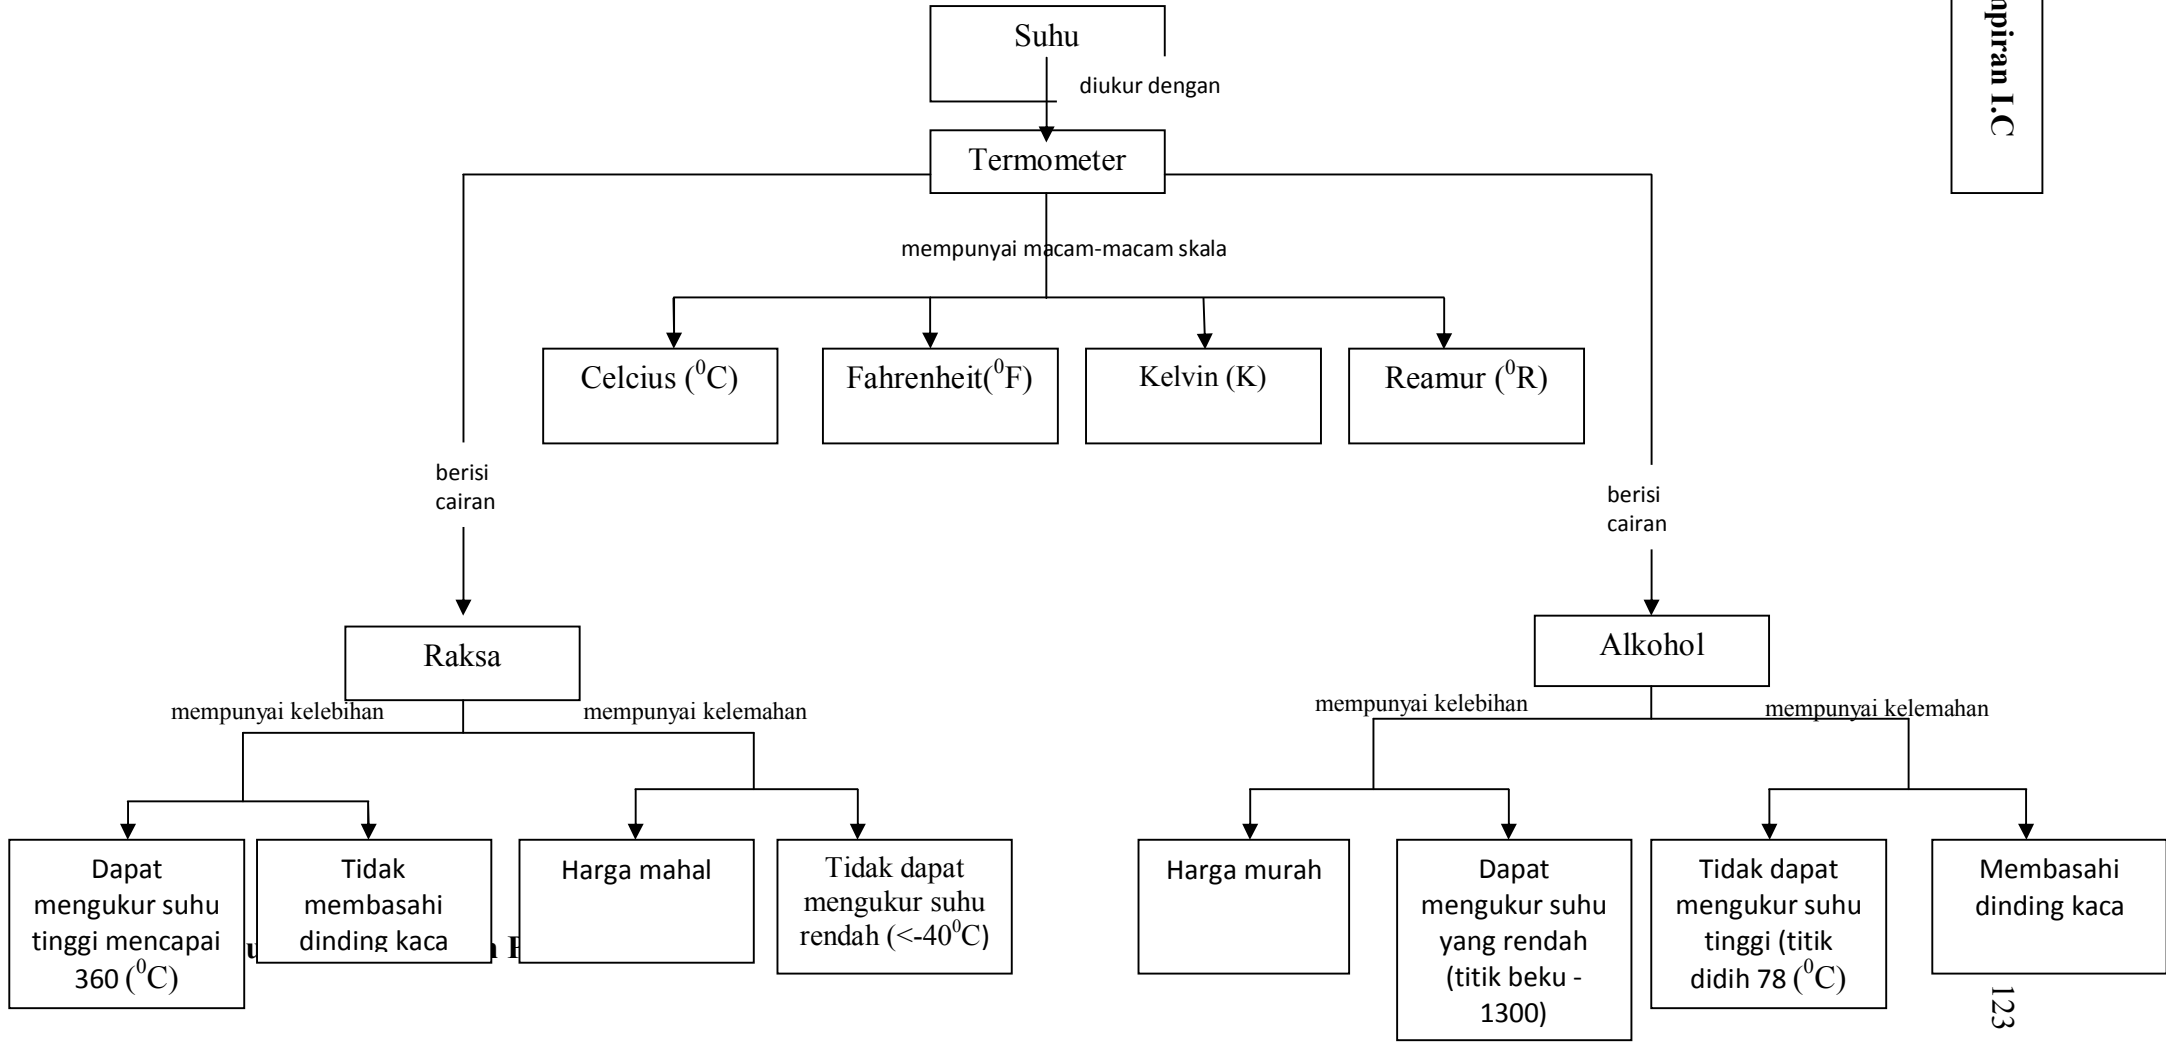 Suhu
diukur dengan
Termometer
mempunyai macam-macam skala
Celcius (⁰C)
Fahrenheit(⁰F)
Kelvin (K)
Reamur (⁰R)
berisi
cairan
berisi
cairan
Raksa
Alkohol
mempunyai kelebihan
mempunyai kelemahan
mempunyai kelebihan
mempunyai kelemahan
Dapat
mengukur suhu
tinggi mencapai
360 (⁰C)
Tidak
membasahi
dinding kaca
Harga mahal
Tidak dapat
mengukur suhu
rendah (<-40⁰C)
Harga murah
Dapat
mengukur suhu
yang rendah
(titik beku -
1300)
Tidak dapat
mengukur suhu
tinggi (titik
didih 78 (⁰C)
Membasahi
dinding kaca
I.C
123